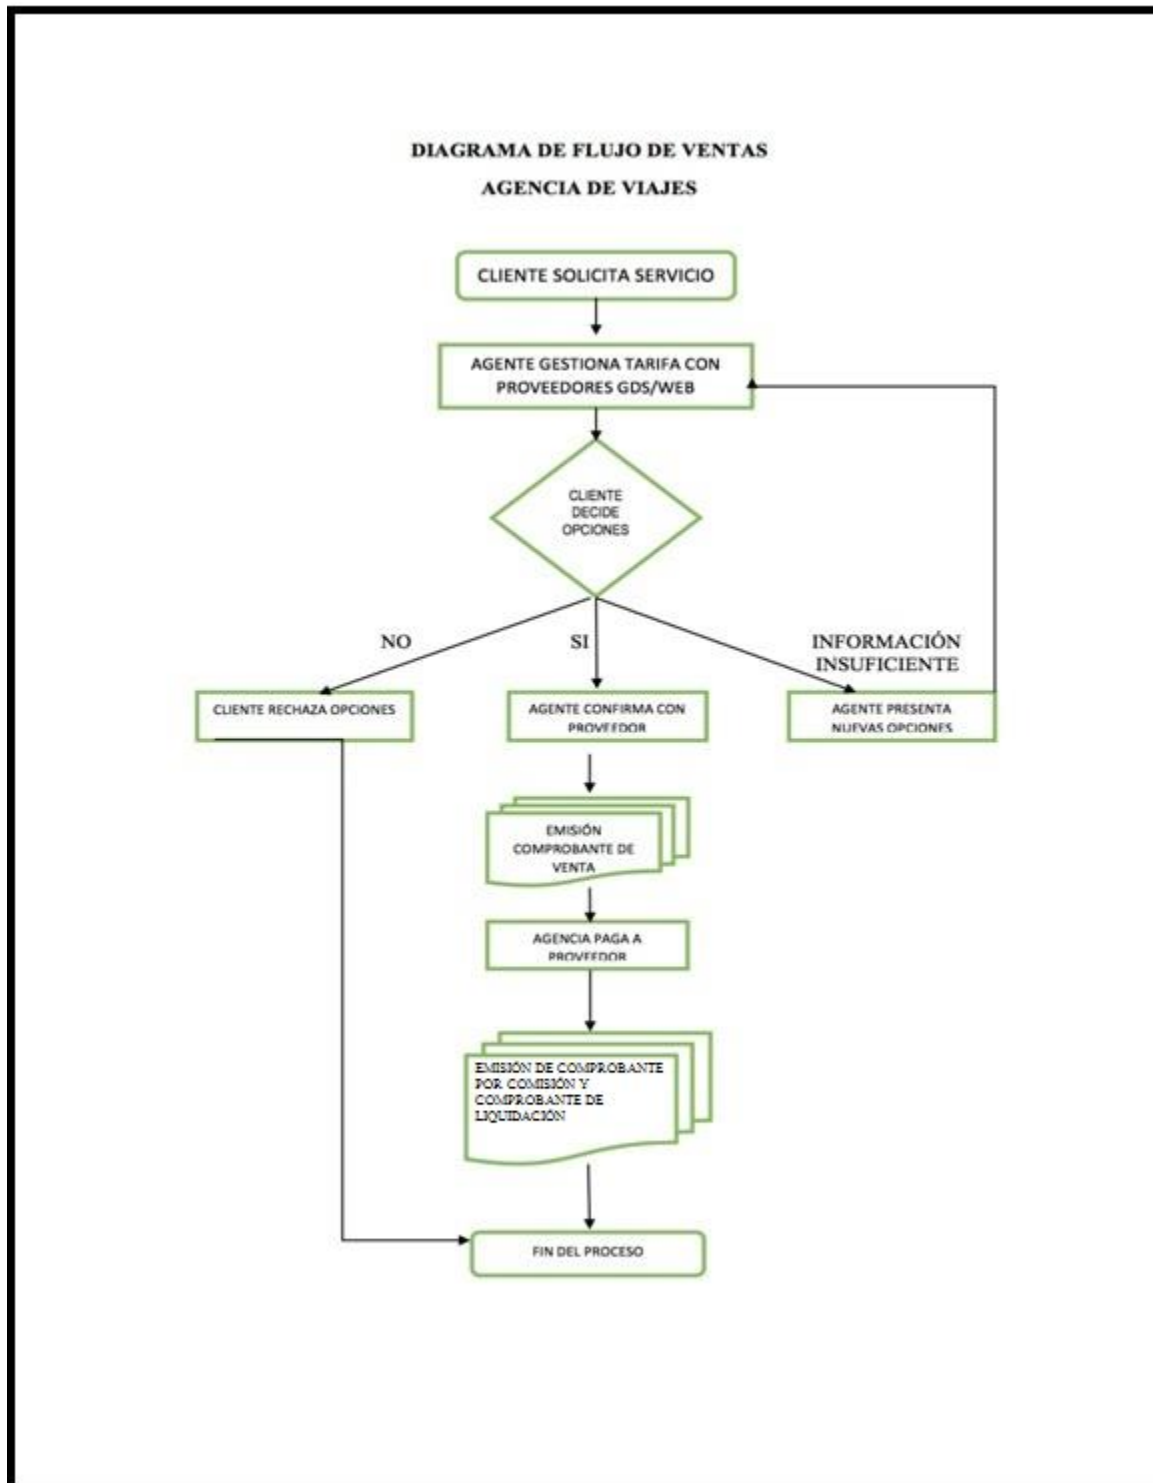 DIAGRAMA DE FLUJO DE VENTAS
AGENCIA DE VIAJES
CLIENTE SOLICITA SERVICIO
AGENTE GESTIONA TARIFA CON
PROVEEDORES GDS/WEB
CLIENTE
DECIDE
OPCIONES
NO
SI
INFORMACIÓN
INSUFICIENTE
CLIENTE RECHAZA OPCIONES
AGENTE CONFIRMA CON
PROVEEDOR
AGENTE PRESENTA
NUEVAS OPCIONES
EMISIÓN
COMPROBANTE DE
VENTA
AGENCIA PAGA A
PROVEEDOR
EMISIÓN DE COMPROBANTE
POR COMISIÓN Y
COMPROBANTE DE
LIQUIDACIÓN
FIN DEL PROCESO